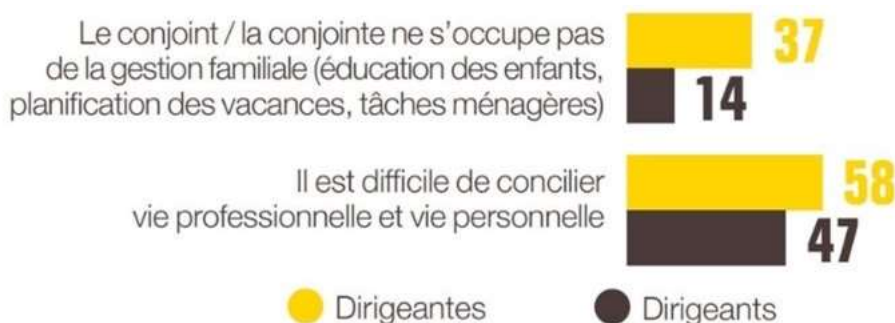 Le conjoint / la conjointe ne s'occupe pas
de la gestion familiale (éducation des enfants,
planification des vacances, tâches ménagères)
37
14
Il est difficile de concilier
vie professionnelle et vie personnelle
58
47
Dirigeantes
Dirigeants